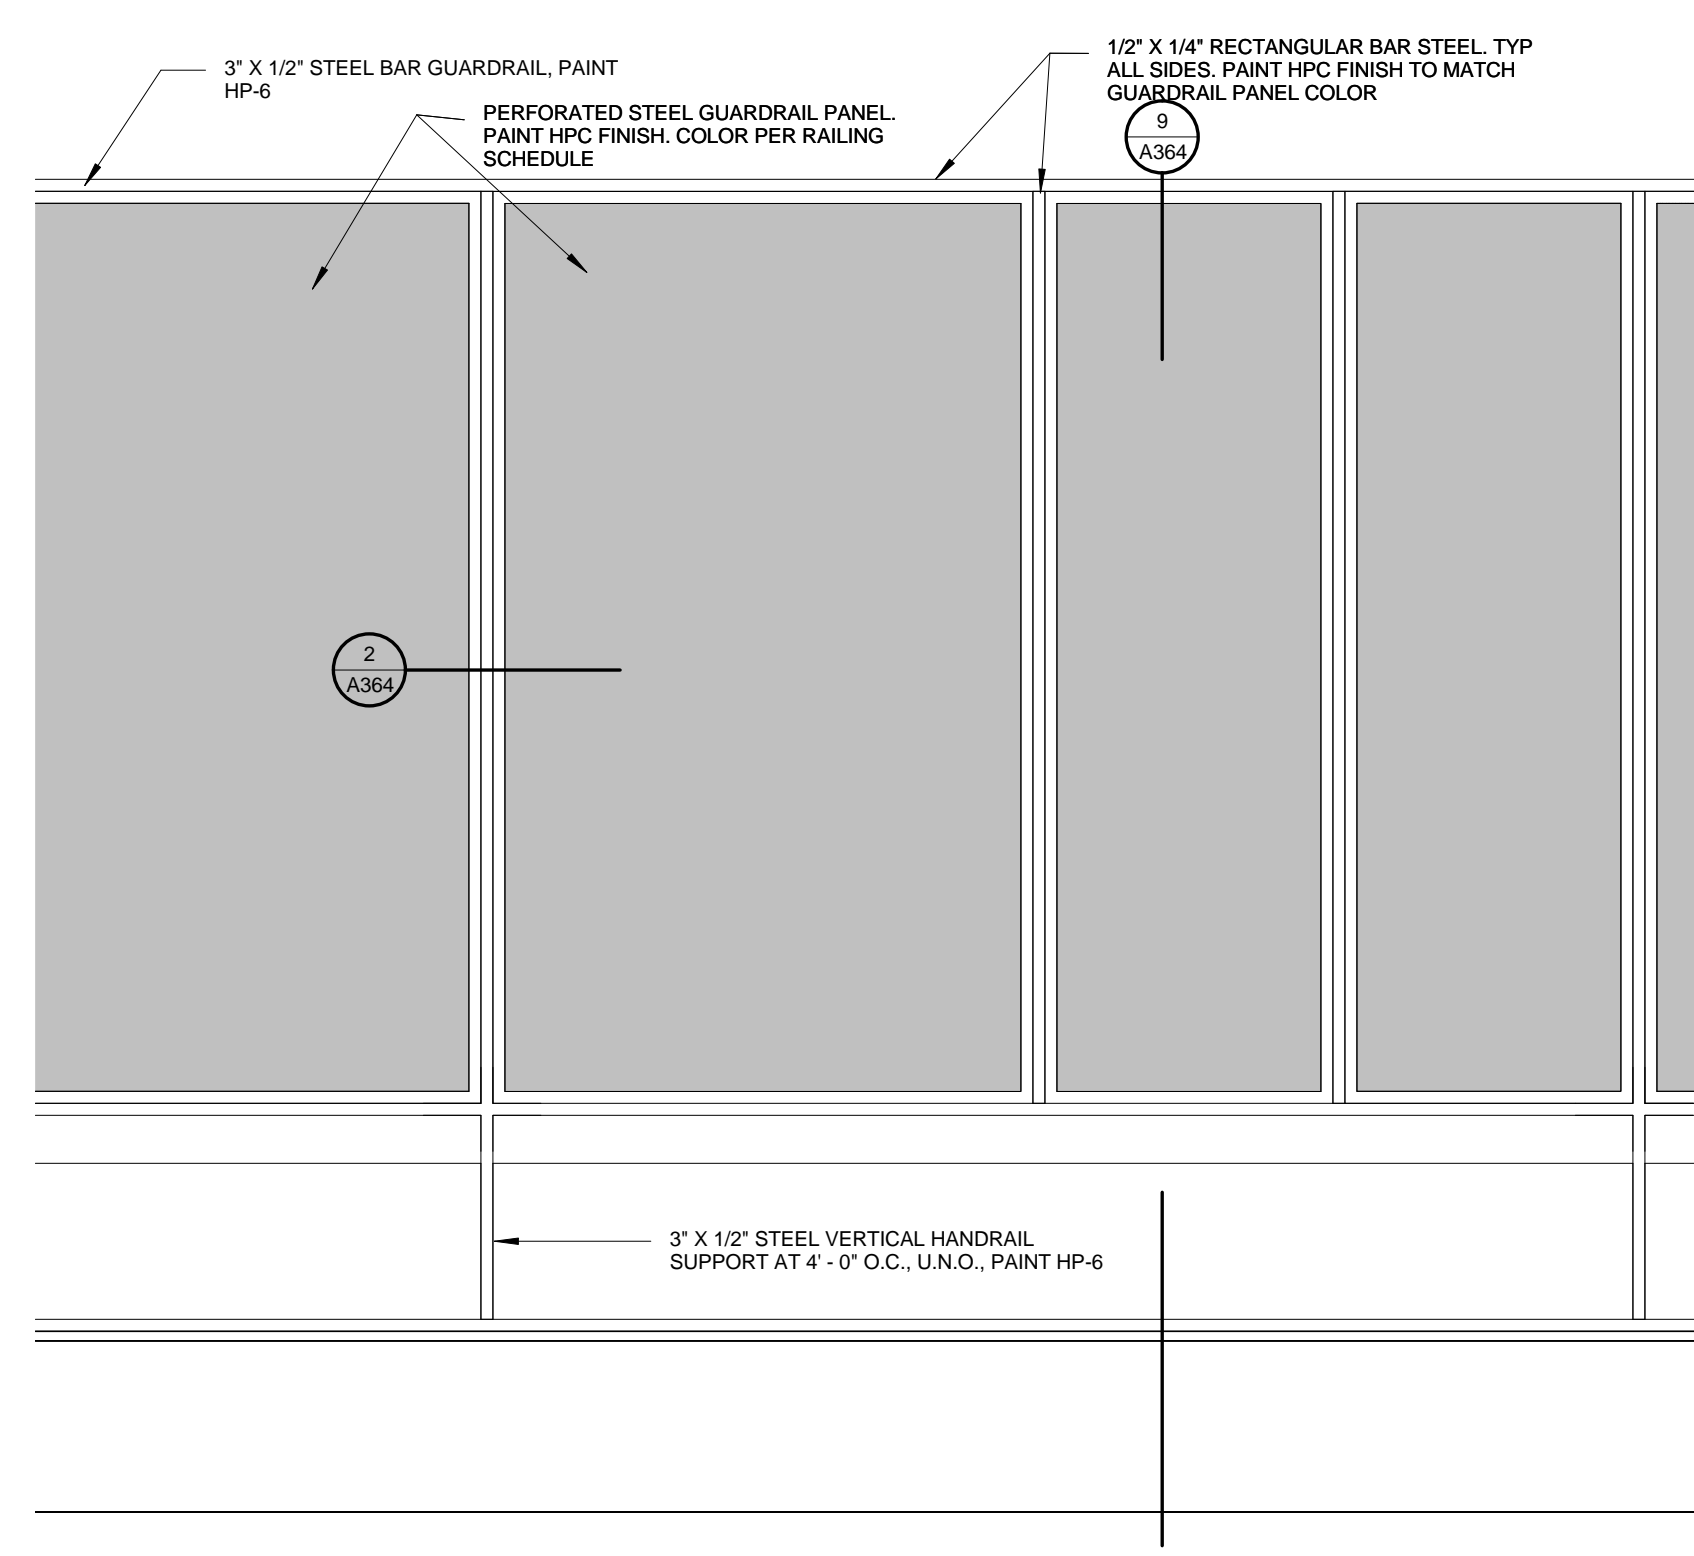 3" X 1/2" STEEL BAR GUARDRAIL, PAINT
HP-6
PERFORATED STEEL GUARDRAIL PANEL.
PAINT HPC FINISH. COLOR PER RAILING
SCHEDULE
1/2" X 1/4" RECTANGULAR BAR STEEL. TYP
ALL SIDES. PAINT HPC FINISH TO MATCH
GUARDRAIL PANEL COLOR
9
A364
2
A364
3" X 1/2" STEEL VERTICAL HANDRAIL
SUPPORT AT 4' - 0" O.C., U.N.O., PAINT HP-6